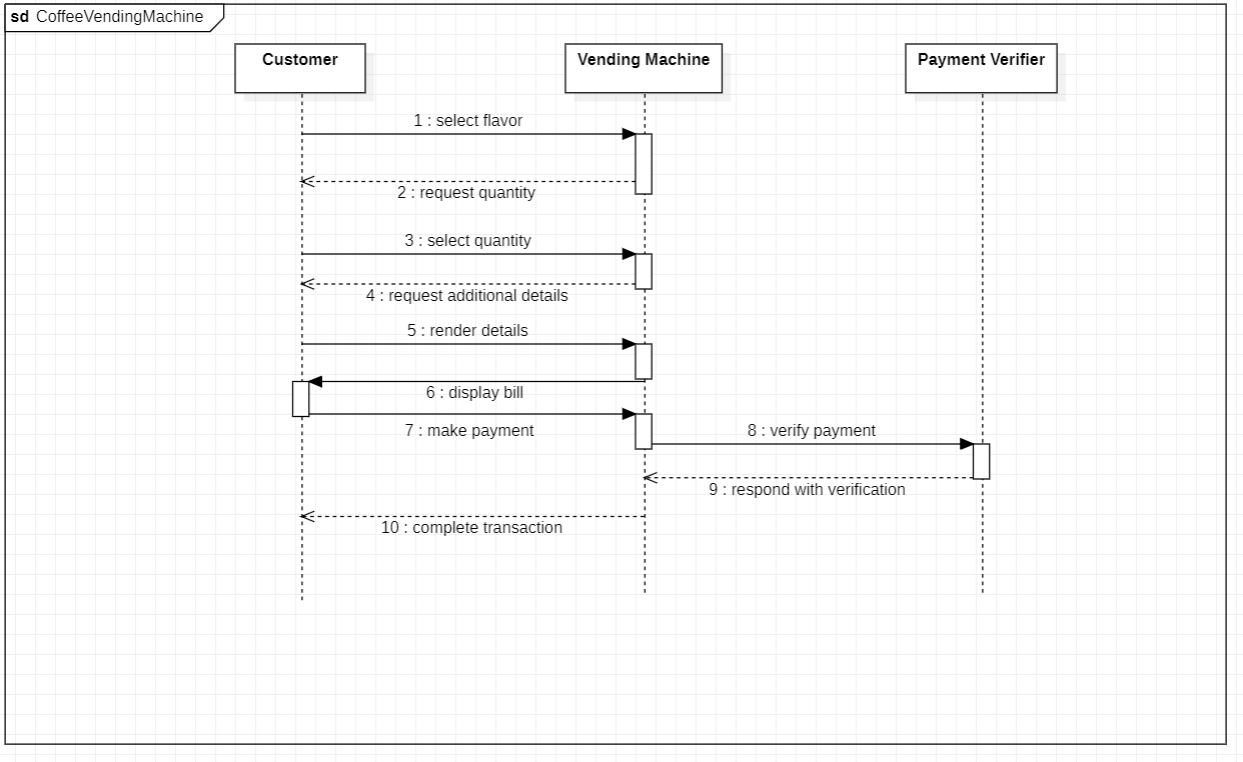 sd CoffeeVendingMachine
Customer
Vending Machine
Payment Verifier
1 : select flavor
2 : request quantity
3 : select quantity
4 : request additional details
5 : render details
6 : display bill
7 : make payment
8 : verify payment
9 : respond with verification
10 : complete transaction